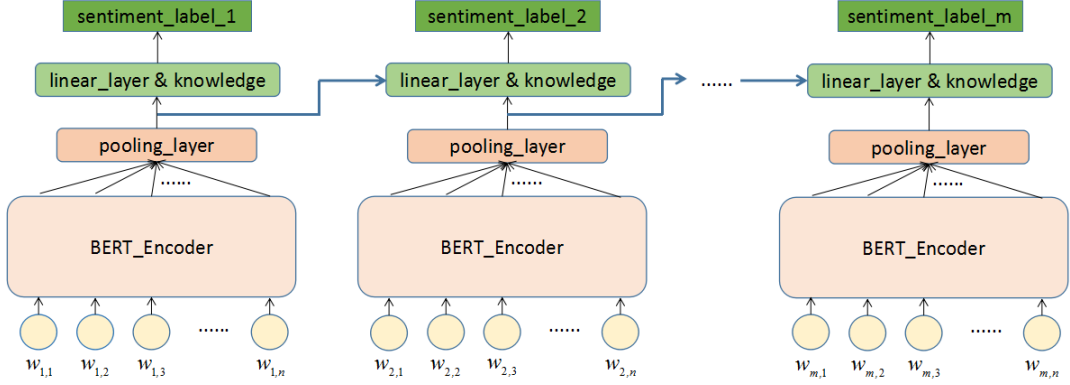 sentiment_label_1 sentiment_label_2 sentiment_label_m
linear_layer & knowledge linear_layer & knowledge ...... linear_layer & knowledge
pooling_layer pooling_layer pooling_layer
...... ...... ......
BERT_Encoder BERT_Encoder BERT_Encoder
...... ...... ......
w1,1 w1,2 w1,3 w1,n w2,1 w2,2 w2,3 w2,n wm,1 wm,2 wm,3 wm,n